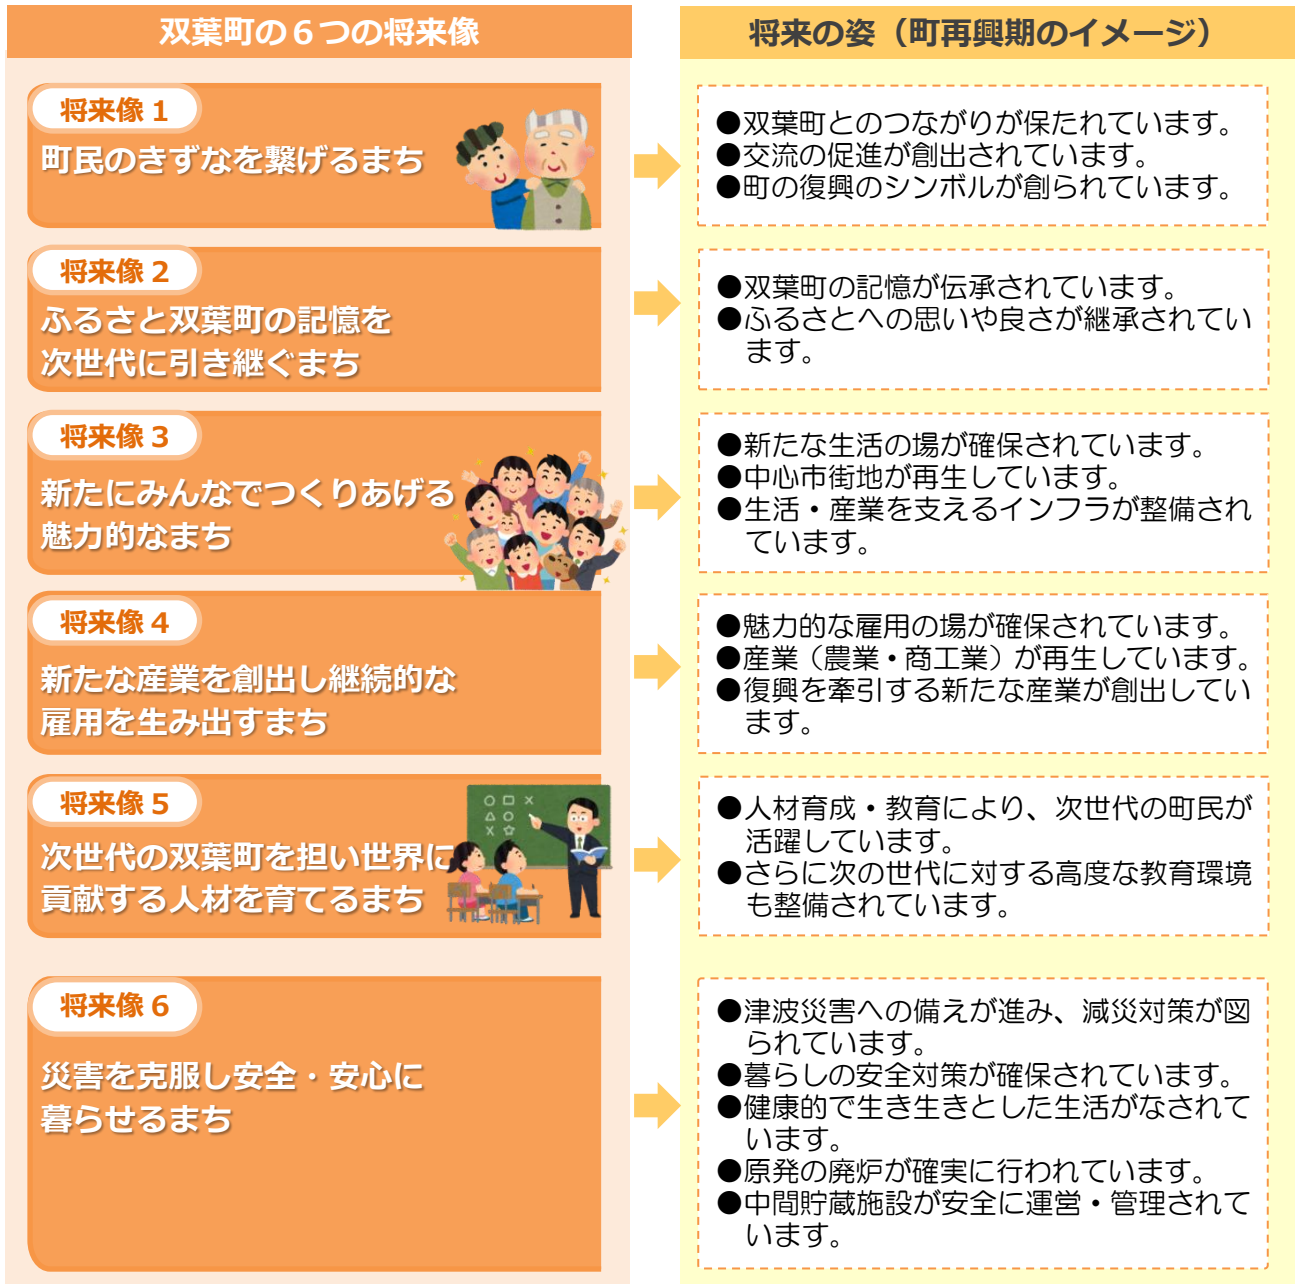 双葉町の６つの将来像
将来の姿（町再興期のイメージ）
将来像 1
町民のきずなを繋げるまち
●双葉町とのつながりが保たれています。
●交流の促進が創出されています。
●町の復興のシンボルが創られています。
将来像 2
ふるさと双葉町の記憶を
次世代に引き継ぐまち
●双葉町の記憶が伝承されています。
●ふるさとへの思いや良さが継承されてい
ます。
将来像 3
新たにみんなでつくりあげる
魅力的なまち
●新たな生活の場が確保されています。
●中心市街地が再生しています。
●生活・産業を支えるインフラが整備され
ています。
将来像 4
新たな産業を創出し継続的な
雇用を生み出すまち
●魅力的な雇用の場が確保されています。
●産業（農業・商工業）が再生しています。
●復興を牽引する新たな産業が創出してい
ます。
将来像 5
次世代の双葉町を担い世界に
貢献する人材を育てるまち
●人材育成・教育により、次世代の町民が
活躍しています。
●さらに次の世代に対する高度な教育環境
も整備されています。
将来像 6
災害を克服し安全・安心に
暮らせるまち
●津波災害への備えが進み、減災対策が図
られています。
●暮らしの安全対策が確保されています。
●健康的で生き生きとした生活がなされて
います。
●原発の廃炉が確実に行われています。
●中間貯蔵施設が安全に運営・管理されて
います。